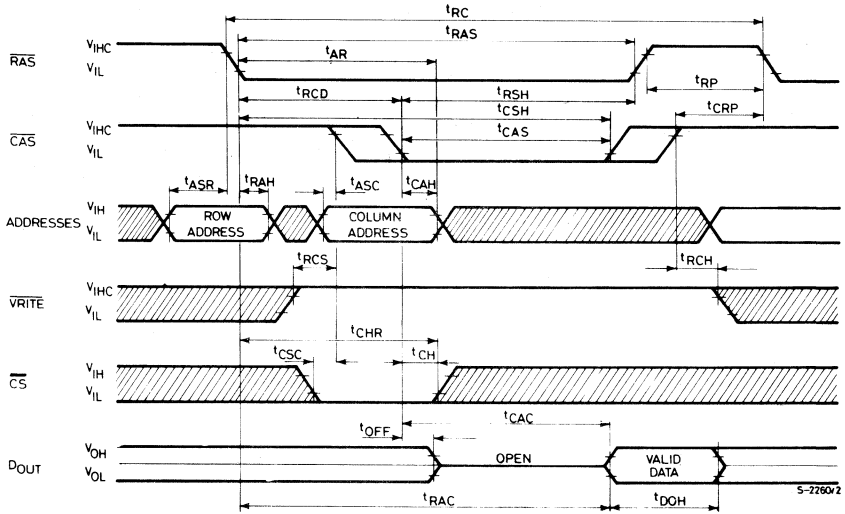 tRC
tRAS
tAR
RAS
VIHC
VIL
tRP
tRCD
tRSH
tCRP
tCSH
CAS
VIHC
VIL
tCAS
tASR
tRAH
tASC
tCAH
ADDRESSES
VIH
VIL
ROW
ADDRESS
COLUMN
ADDRESS
tRCS
tRCH
VRITE
VIHC
VIL
tCHR
tCSC
tCH
CS
VIH
VIL
tCAC
tOFF
DOUT
VOH
VOL
OPEN
VALID
DATA
S-2260/2
tRAC
tDOH